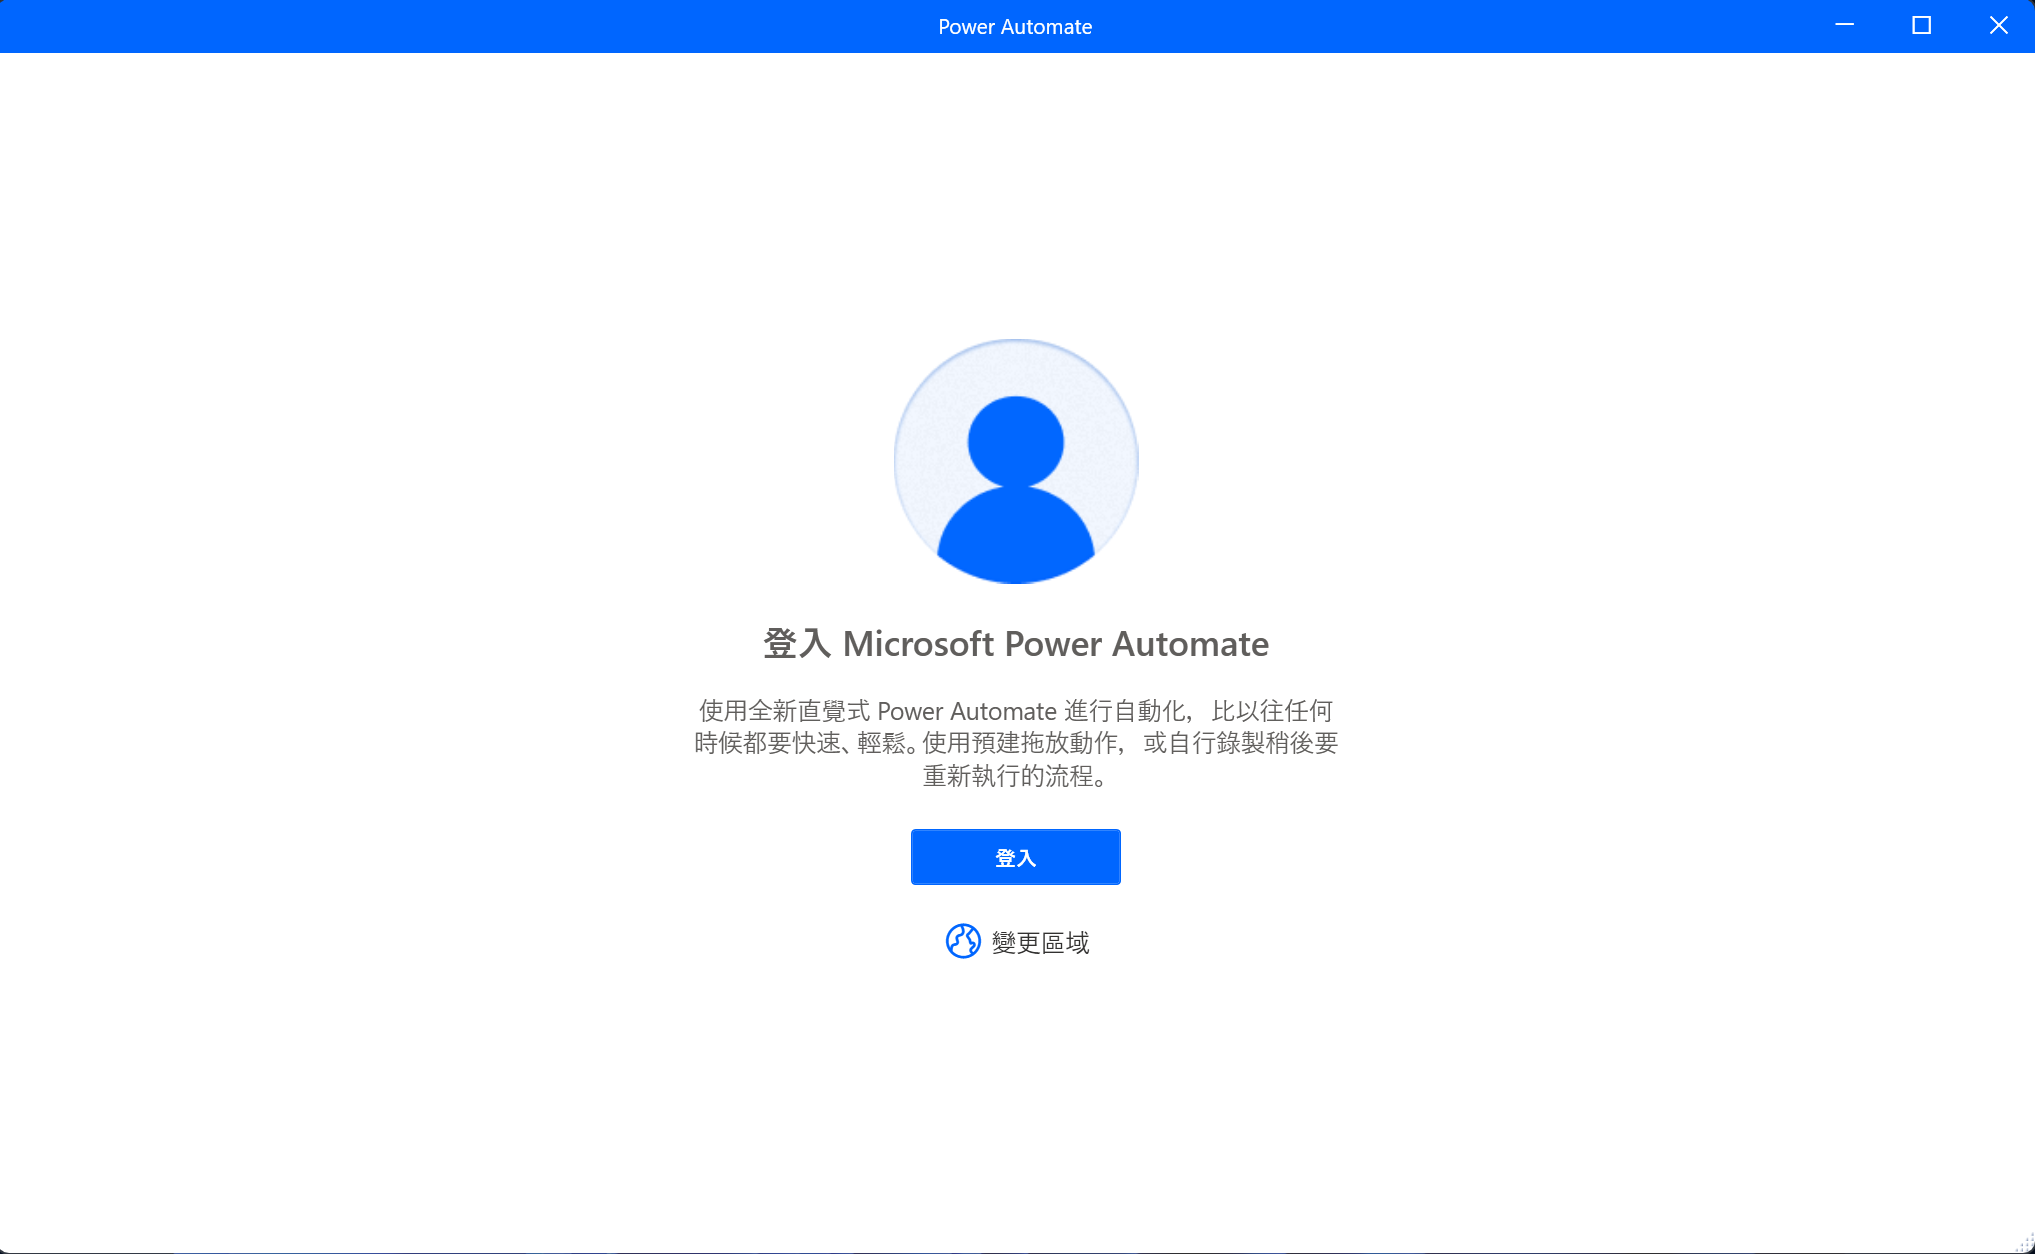 Power Automate
登入 Microsoft Power Automate
使用全新直覺式 Power Automate 進行自動化，比以往任何
時候都要快速、輕鬆。使用預建拖放動作，或自行錄製稍後要
重新執行的流程。
登入
變更區域